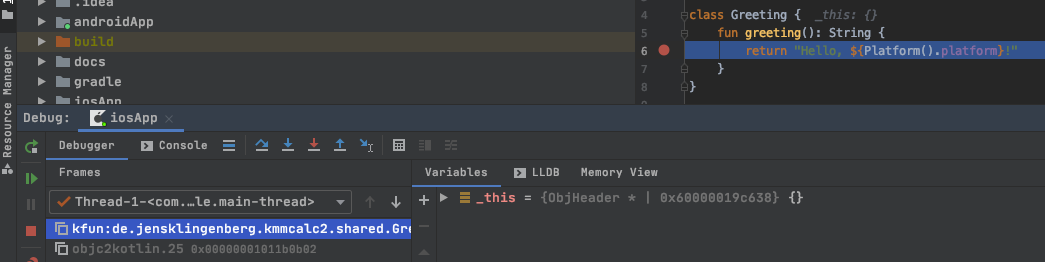 .idea
androidApp
build
docs
gradle
iosApp
Resource Manager
4 class Greeting { _this: {}
5 fun greeting(): String {
6 return "Hello, ${Platform().platform}!"
7 }
8 }
Debug: iosApp
Debugger Console
Frames
Thread-1-<com...le.main-thread>
kfun:de.jensklingenberg.kmmcalc2.shared.Gre
objc2kotlin.25 0x00000001011b0b02
Variables LLDB Memory View
_this = {ObjHeader * | 0x60000019c638} {}